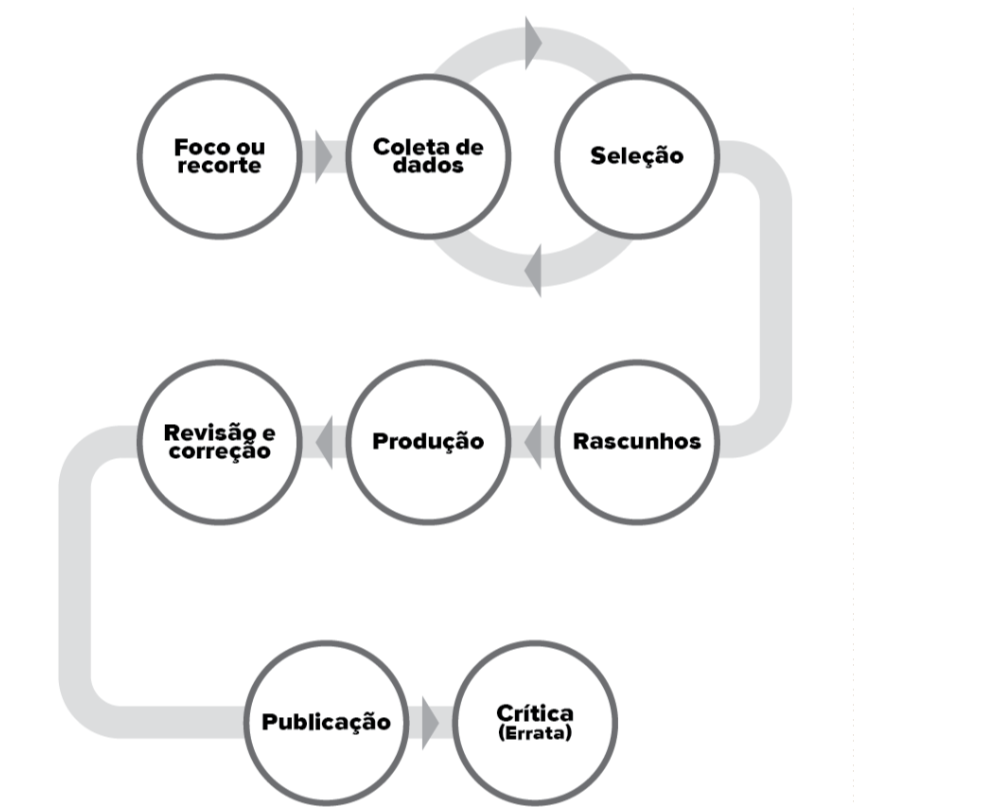 Foco ou
recorte
Coleta de
dados
Seleção
Rascunhos
Produção
Revisão e
correção
Publicação
Crítica
(Errata)